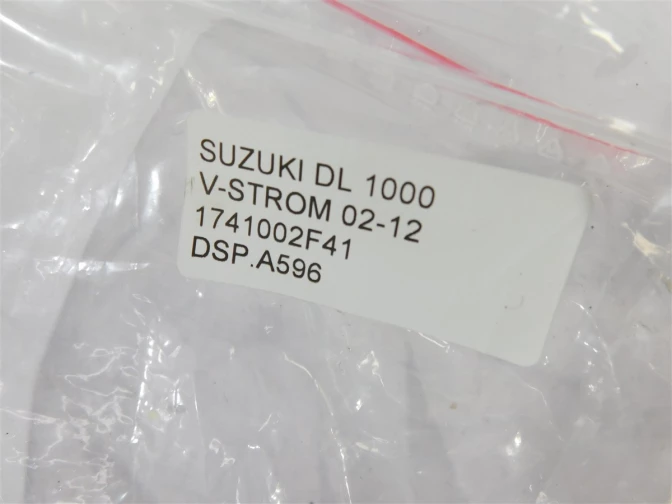 SUZUKI DL 1000
V-STROM 02-12
1741002F41
DSP.A596